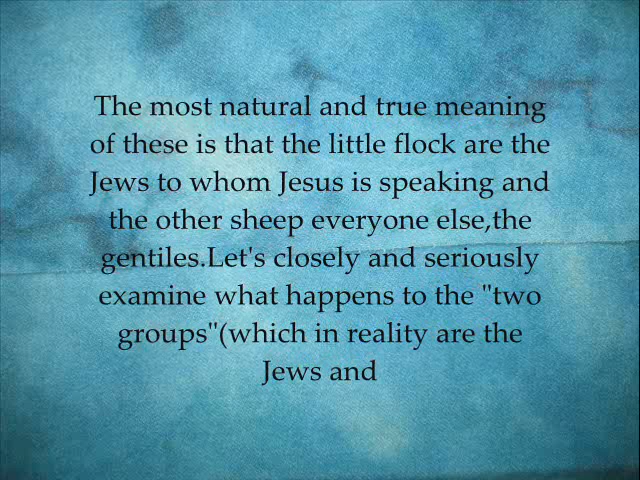 The most natural and true meaning
of these is that the little flock are the
Jews to whom Jesus is speaking and
the other sheep everyone else,the
gentiles.Let's closely and seriously
examine what happens to the "two
groups"(which in reality are the
Jews and